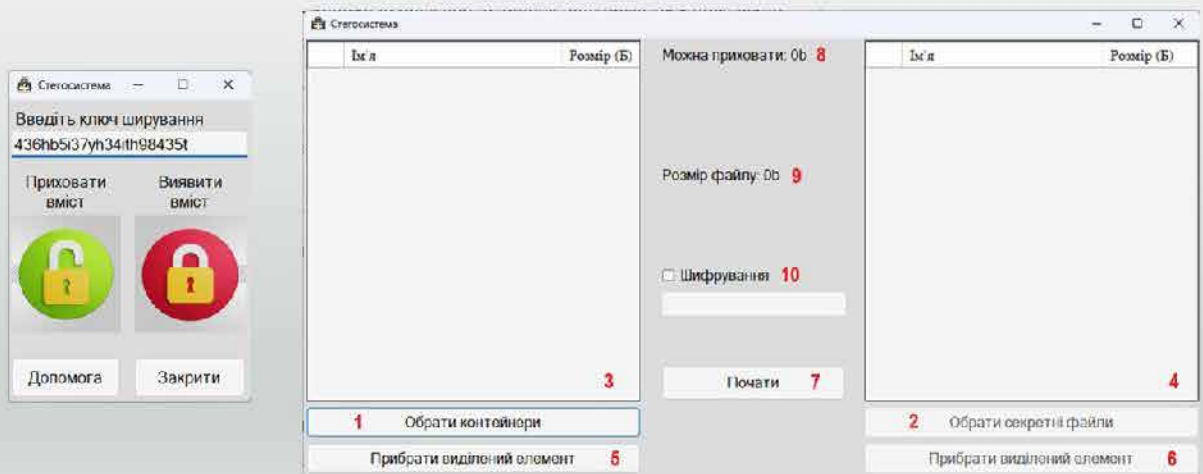 Стегосистема
Введіть ключ ширування
436hb5i37yh34ith98435t
Приховати вміст
Виявити вміст
Допомога
Закрити
Стегосистема
Ім'я Розмір (Б)
Можна приховати: 0b 8
Ім'я Розмір (Б)
Розмір файлу: 0b 9
Шифрування 10
3
Почати 7
4
1 Обрати контейнери
2 Обрати секретні файли
Прибрати виділений елемент 5
Прибрати виділений елемент 6